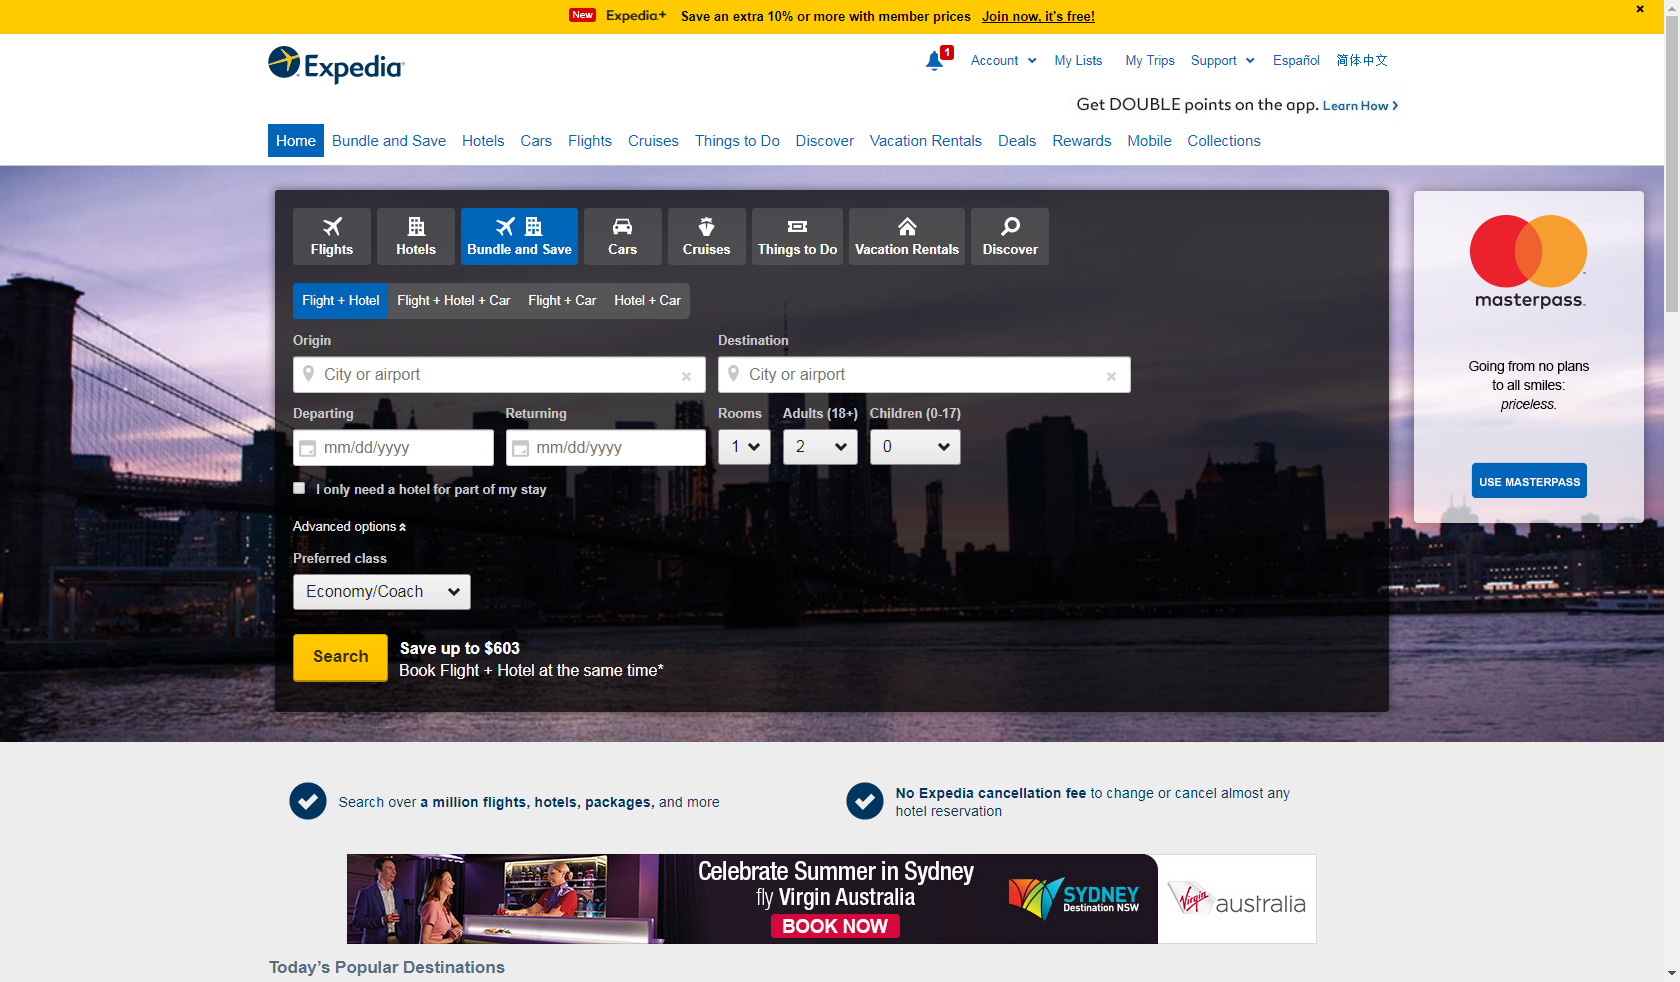 New Expedia+ Save an extra 10% or more with member prices Join now, it's free!
Expedia
1 Account My Lists My Trips Support Español 简体中文
Get DOUBLE points on the app. Learn How
Home Bundle and Save Hotels Cars Flights Cruises Things to Do Discover Vacation Rentals Deals Rewards Mobile Collections
Flights Hotels Bundle and Save Cars Cruises Things to Do Vacation Rentals Discover
Flight + Hotel Flight + Hotel + Car Flight + Car Hotel + Car
Origin Destination
City or airport City or airport
Departing Returning Rooms Adults (18+) Children (0-17)
mm/dd/yyyy mm/dd/yyyy 1 2 0
I only need a hotel for part of my stay
Advanced options
Preferred class
Economy/Coach
Search
Save up to $603
Book Flight + Hotel at the same time*
masterpass
Going from no plans
to all smiles:
priceless.
USE MASTERPASS
Search over a million flights, hotels, packages, and more
No Expedia cancellation fee to change or cancel almost any
hotel reservation
Celebrate Summer in Sydney
fly Virgin Australia
BOOK NOW
SYDNEY
Destination NSW
Virgin australia
Today's Popular Destinations